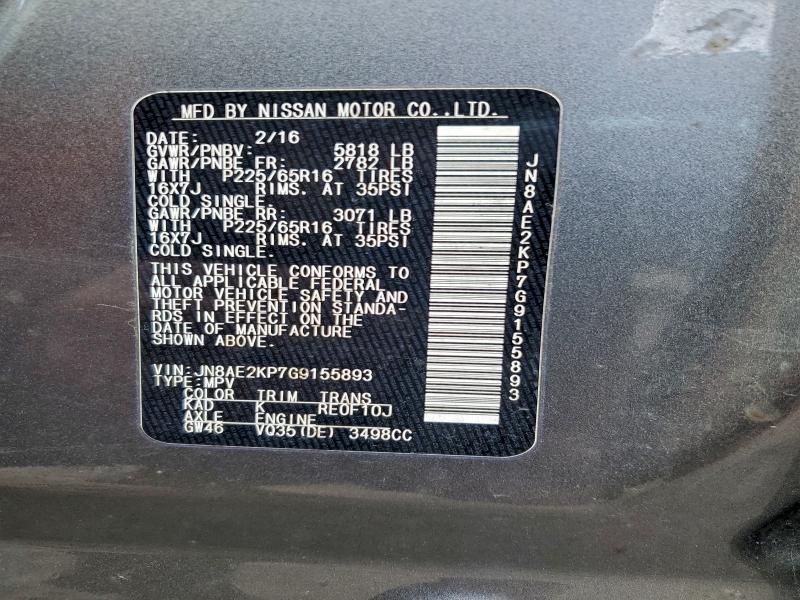 MFD BY NISSAN MOTOR CO.,LTD.
DATE: 2/16
GVWR/PNBV: 5818 LB
GAWR/PNBE FR: 2782 LB
WITH P225/65R16 TIRES
16X7J RIMS. AT 35PSI
COLD SINGLE.
GAWR/PNBE RR: 3071 LB
WITH P225/65R16 TIRES
16X7J RIMS. AT 35PSI
COLD SINGLE.
THIS VEHICLE CONFORMS TO
ALL APPLICABLE FEDERAL
MOTOR VEHICLE SAFETY AND
THEFT PREVENTION STANDA-
RDS IN EFFECT ON THE
DATE OF MANUFACTURE
SHOWN ABOVE.
VIN: JN8AE2KP7G9155893
TYPE: MPV
COLOR TRIM TRANS
KAD K RE0F10J
AXLE ENGINE
GW46 VQ35(DE) 3498CC
JN8AE2KP7G9155893